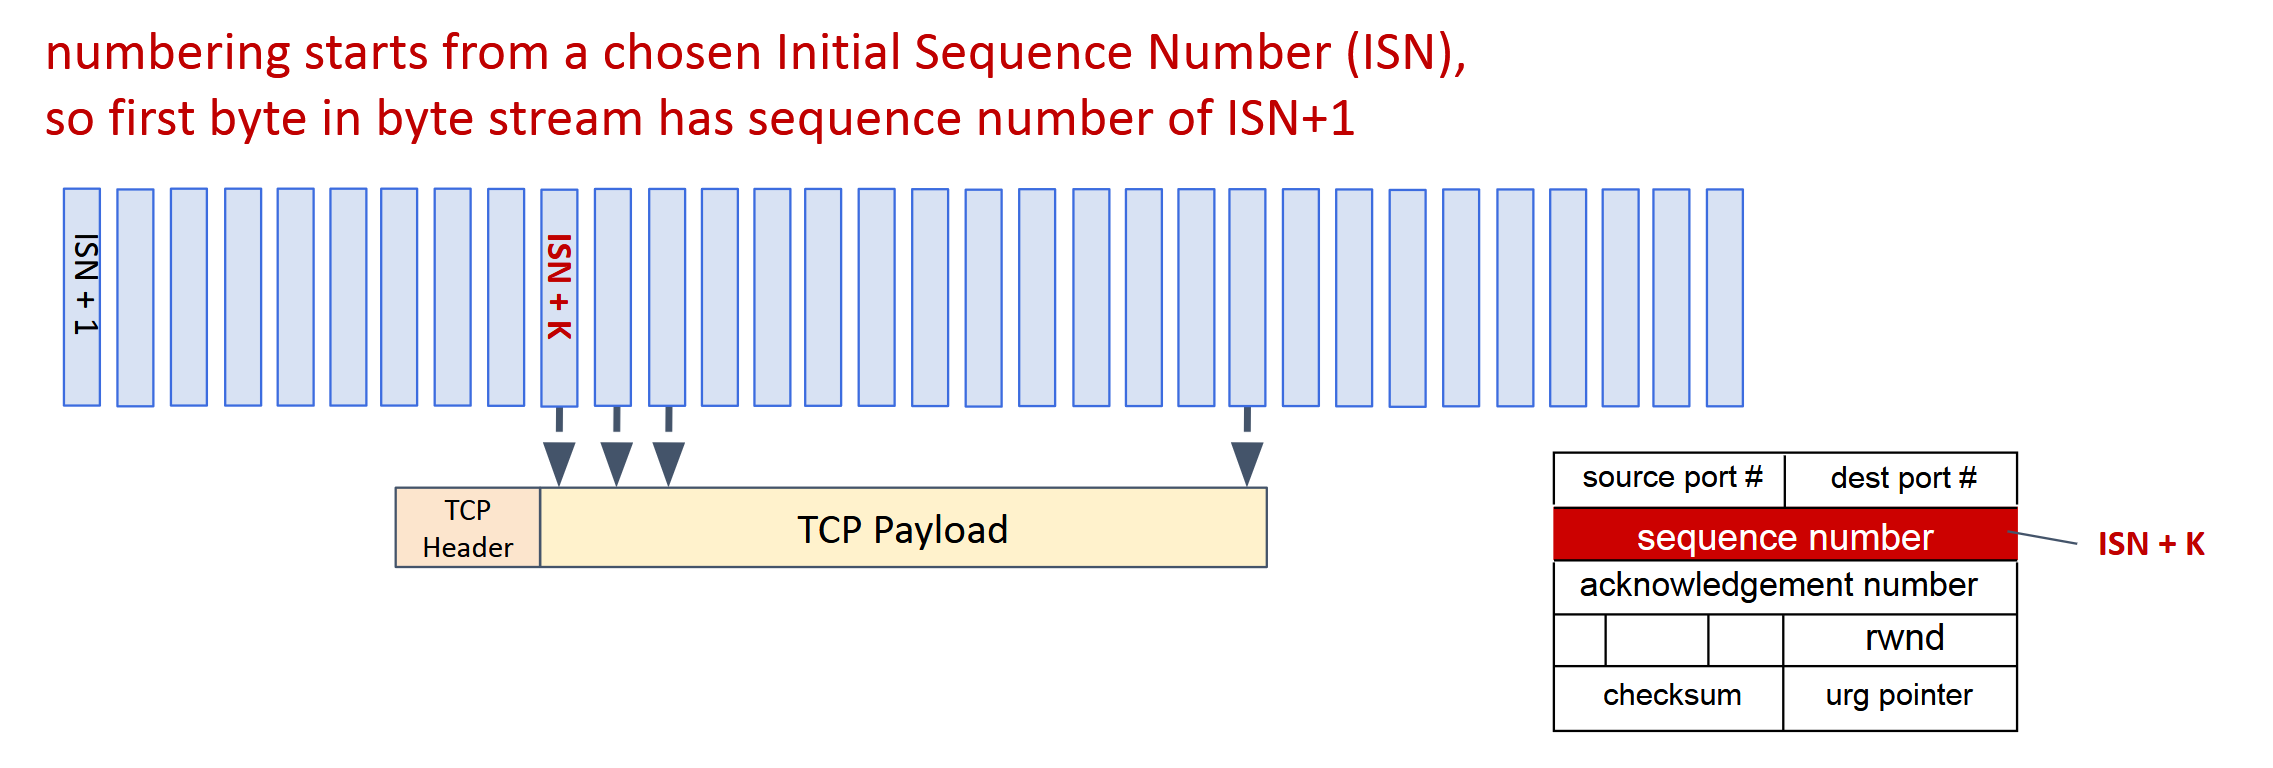 numbering starts from a chosen Initial Sequence Number (ISN),
so first byte in byte stream has sequence number of ISN+1
ISN + 1
ISN + K
TCP
Header
TCP Payload
source port #
dest port #
sequence number
ISN + K
acknowledgement number
rwnd
checksum
urg pointer